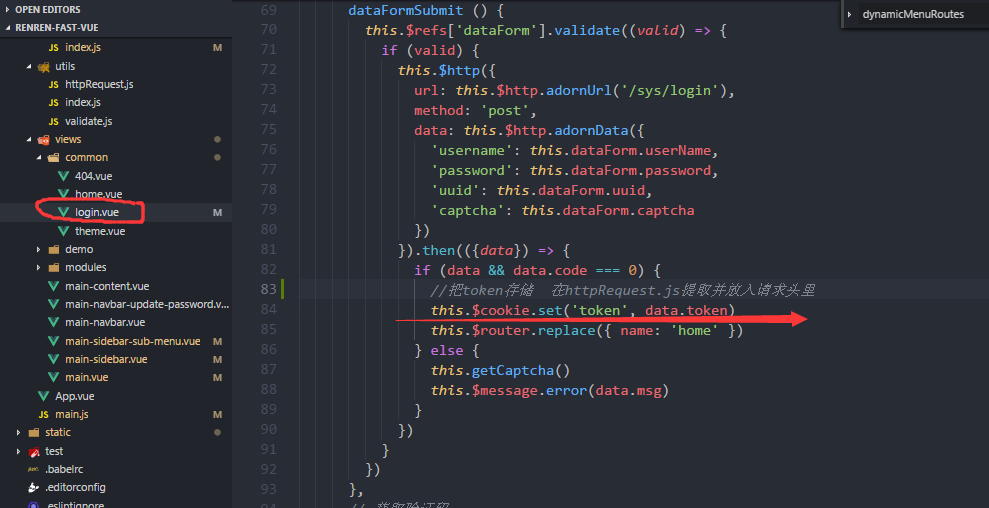 OPEN EDITORS
RENREN-FAST-VUE
JS index.js M
utils
JS httpRequest.js
JS index.js
JS validate.js
views
common
404.vue
home.vue
login.vue M
theme.vue
demo
modules
main-content.vue
main-navbar-update-password.v...
main-navbar.vue
main-sidebar-sub-menu.vue M
main-sidebar.vue M
main.vue M
App.vue
JS main.js M
static
test
.babelrc
.editorconfig
.eslintignore
69 dataFormSubmit () {
70 this.$refs['dataForm'].validate((valid) => {
71 if (valid) {
72 this.$http({
73 url: this.$http.adornUrl('/sys/login'),
74 method: 'post',
75 data: this.$http.adornData({
76 'username': this.dataForm.userName,
77 'password': this.dataForm.password,
78 'uuid': this.dataForm.uuid,
79 'captcha': this.dataForm.captcha
80 })
81 }).then(({data}) => {
82 if (data && data.code === 0) {
83 //把token存储 在httpRequest.js提取并放入请求头里
84 this.$cookie.set('token', data.token)
85 this.$router.replace({ name: 'home' })
86 } else {
87 this.getCaptcha()
88 this.$message.error(data.msg)
89 }
90 })
91 }
92 })
93 },
94 // 获取验证码
dynamicMenuRoutes